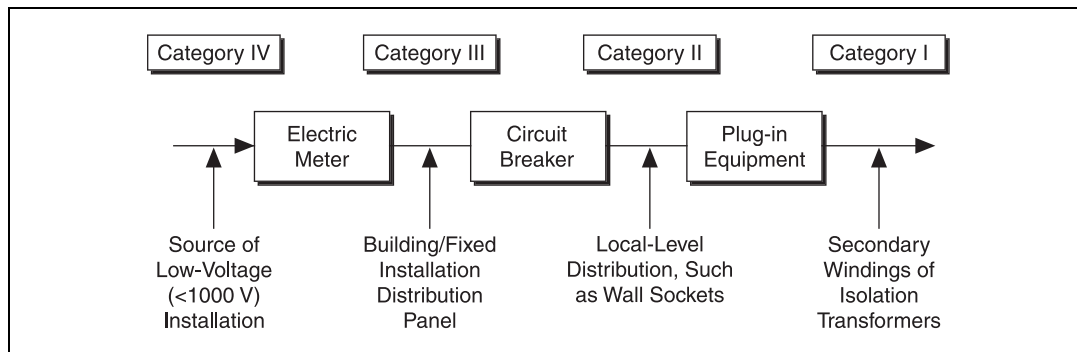 Category IV
Category III
Category II
Category I
Electric
Meter
Circuit
Breaker
Plug-in
Equipment
Source of
Low-Voltage
(<1000 V)
Installation
Building/Fixed
Installation
Distribution
Panel
Local-Level
Distribution, Such
as Wall Sockets
Secondary
Windings of
Isolation
Transformers